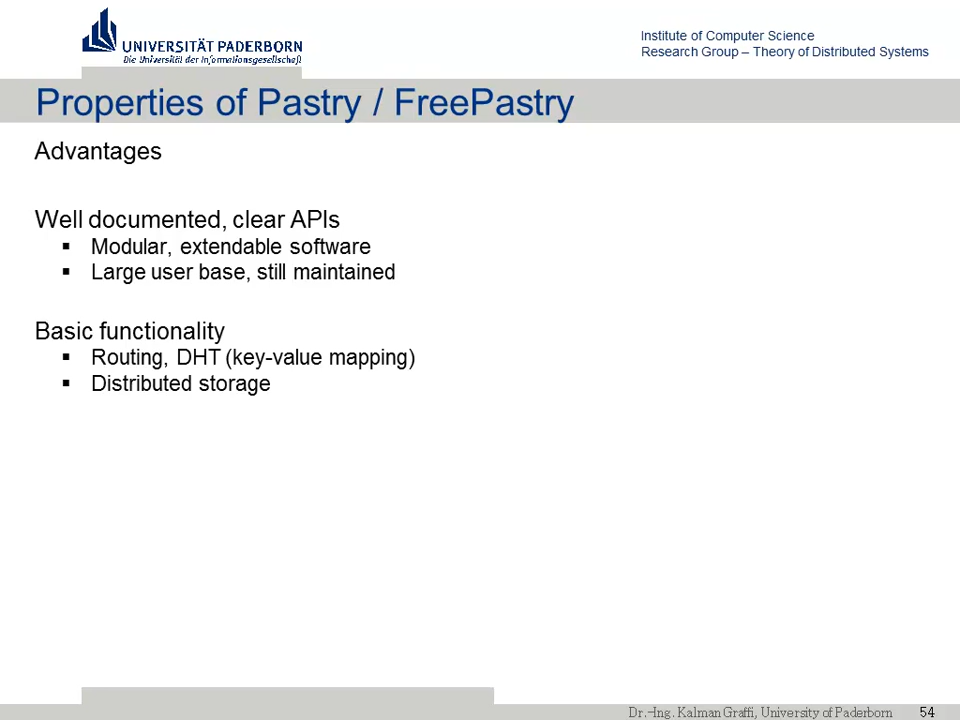 UNIVERSITÄT PADERBORN
Die Universität der Informationsgesellschaft
Institute of Computer Science
Research Group – Theory of Distributed Systems
Properties of Pastry / FreePastry
Advantages
Well documented, clear APIs
▪ Modular, extendable software
▪ Large user base, still maintained
Basic functionality
▪ Routing, DHT (key-value mapping)
▪ Distributed storage
Dr.-Ing. Kalman Graffi, University of Paderborn 54